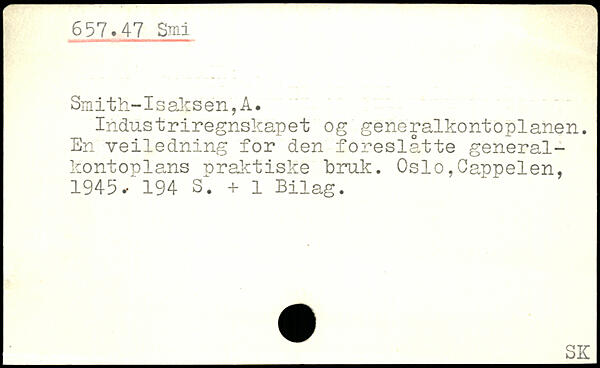 657.47 Smi
Smith-Isaksen,A.
Industriregnskapet og generalkontoplanen.
En veiledning for den foreslåtte general-
kontoplans praktiske bruk. Oslo,Cappelen,
1945. 194 S. + 1 Bilag.
SK